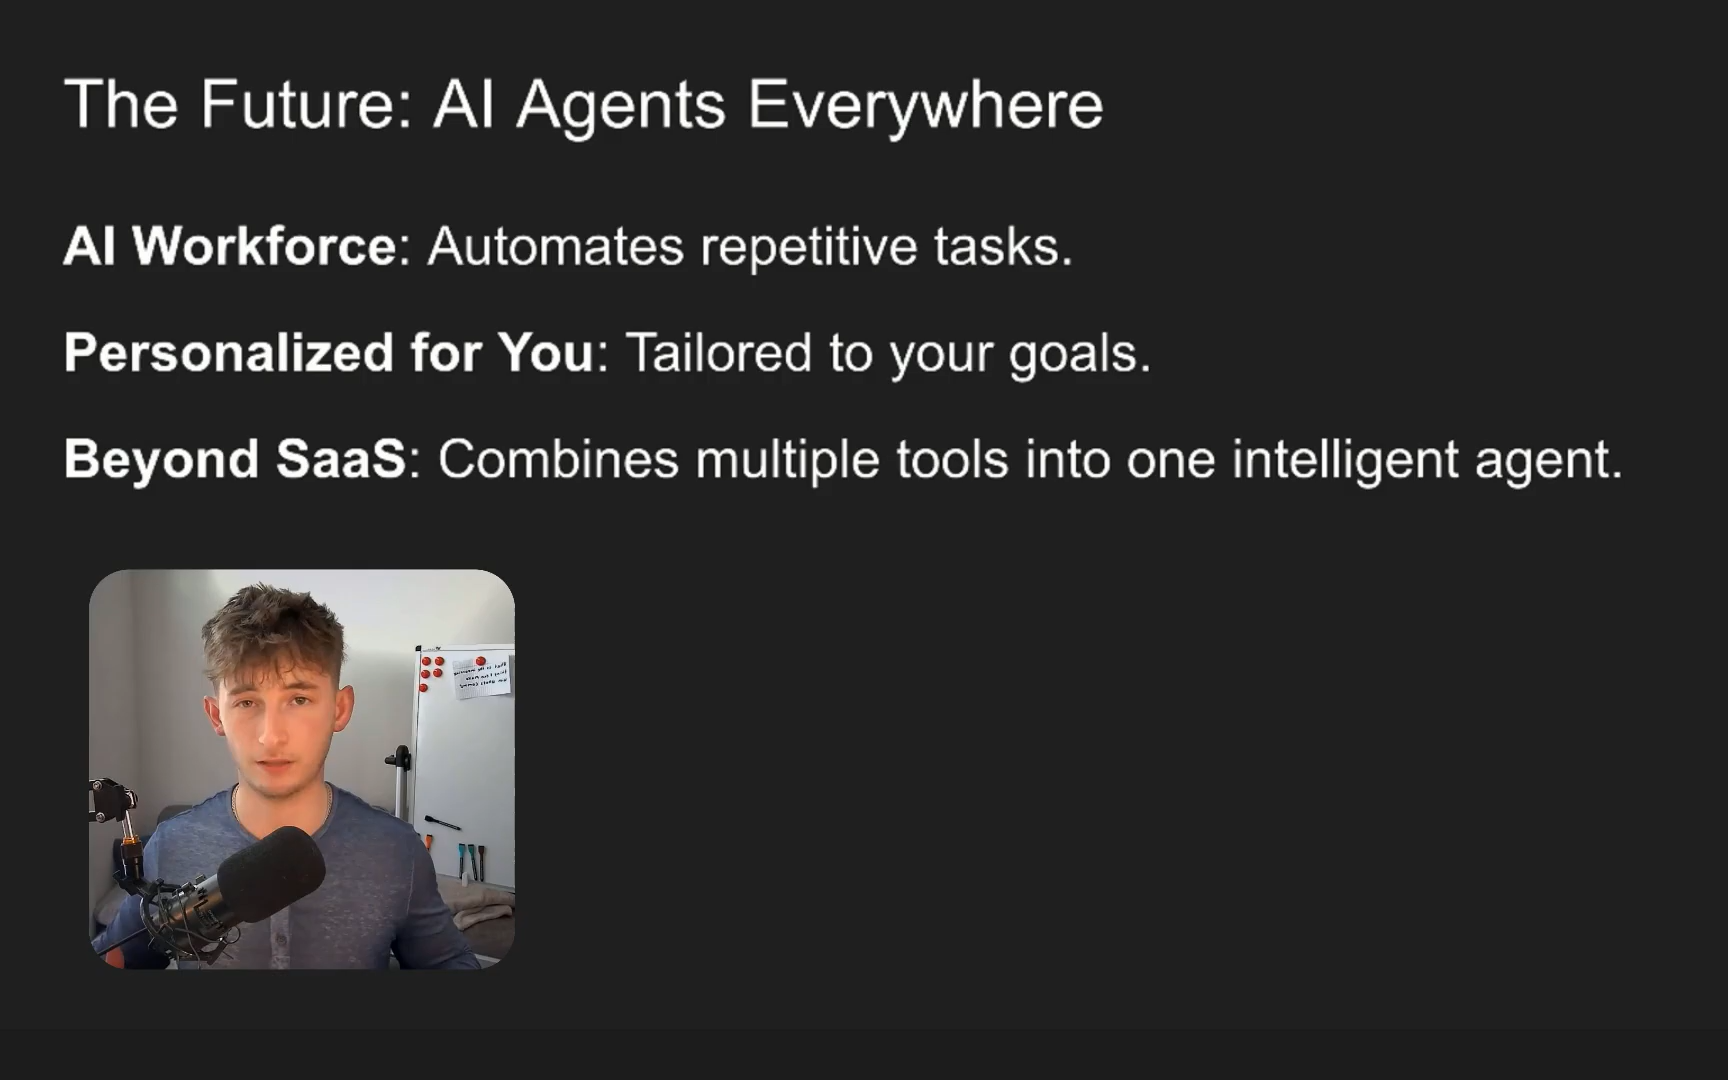 The Future: AI Agents Everywhere
AI Workforce: Automates repetitive tasks.
Personalized for You: Tailored to your goals.
Beyond SaaS: Combines multiple tools into one intelligent agent.